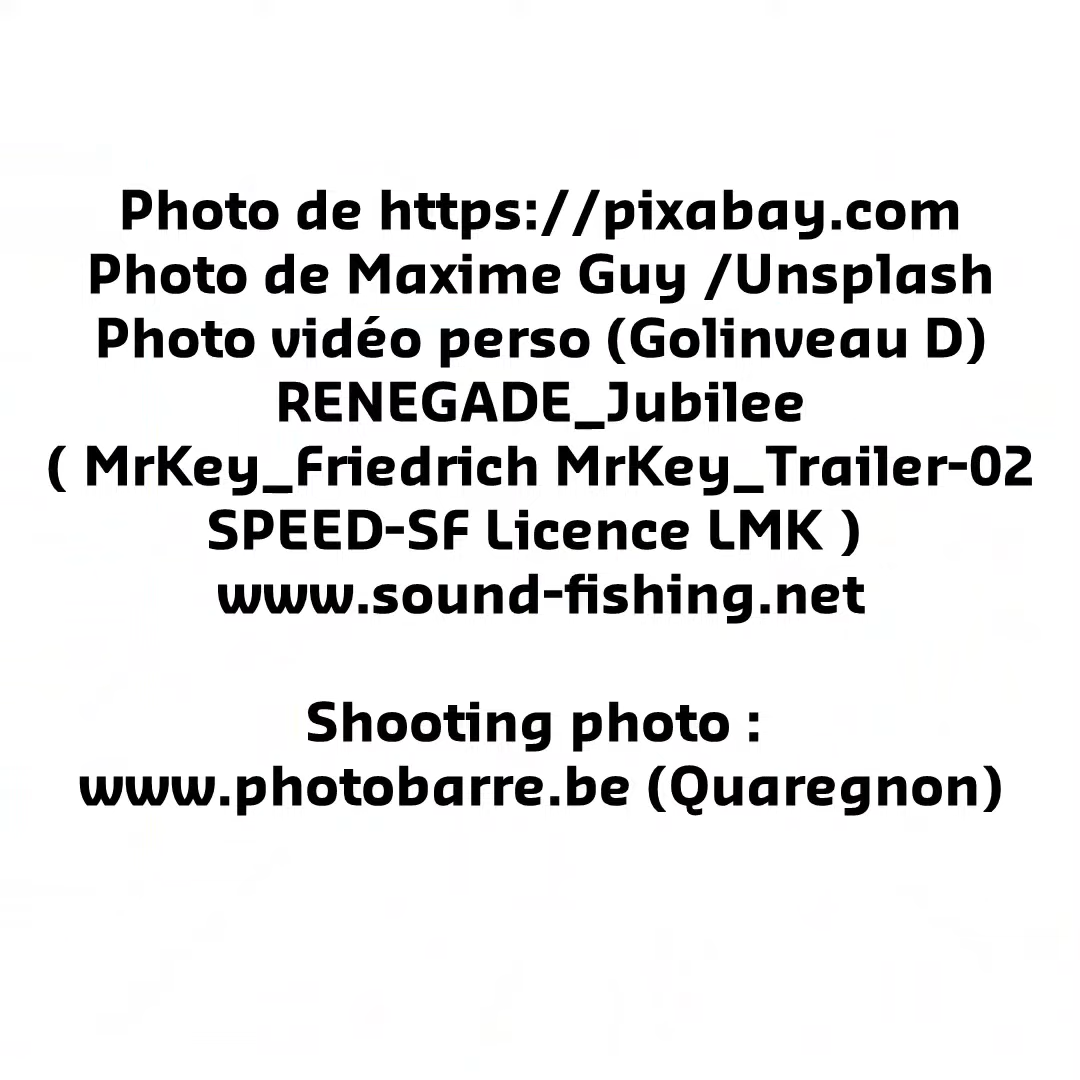 Photo de https://pixabay.com
Photo de Maxime Guy /Unsplash
Photo vidéo perso (Golinveau D)
RENEGADE_Jubilee
( MrKey_Friedrich MrKey_Trailer-02
SPEED-SF Licence LMK )
www.sound-fishing.net
Shooting photo :
www.photobarre.be (Quaregnon)